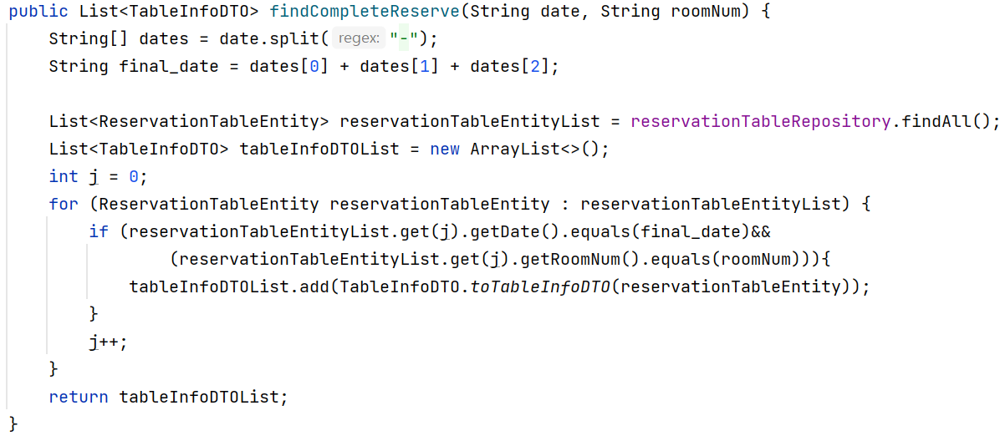 public List<TableInfoDTO> findCompleteReserve(String date, String roomNum) {
    String[] dates = date.split( regex: "-");
    String final_date = dates[0] + dates[1] + dates[2];

    List<ReservationTableEntity> reservationTableEntityList = reservationTableRepository.findAll();
    List<TableInfoDTO> tableInfoDTOList = new ArrayList<>();
    int j = 0;
    for (ReservationTableEntity reservationTableEntity : reservationTableEntityList) {
        if (reservationTableEntityList.get(j).getDate().equals(final_date)&&
                (reservationTableEntityList.get(j).getRoomNum().equals(roomNum))){
            tableInfoDTOList.add(TableInfoDTO.toTableInfoDTO(reservationTableEntity));
        }
        j++;
    }
    return tableInfoDTOList;
}